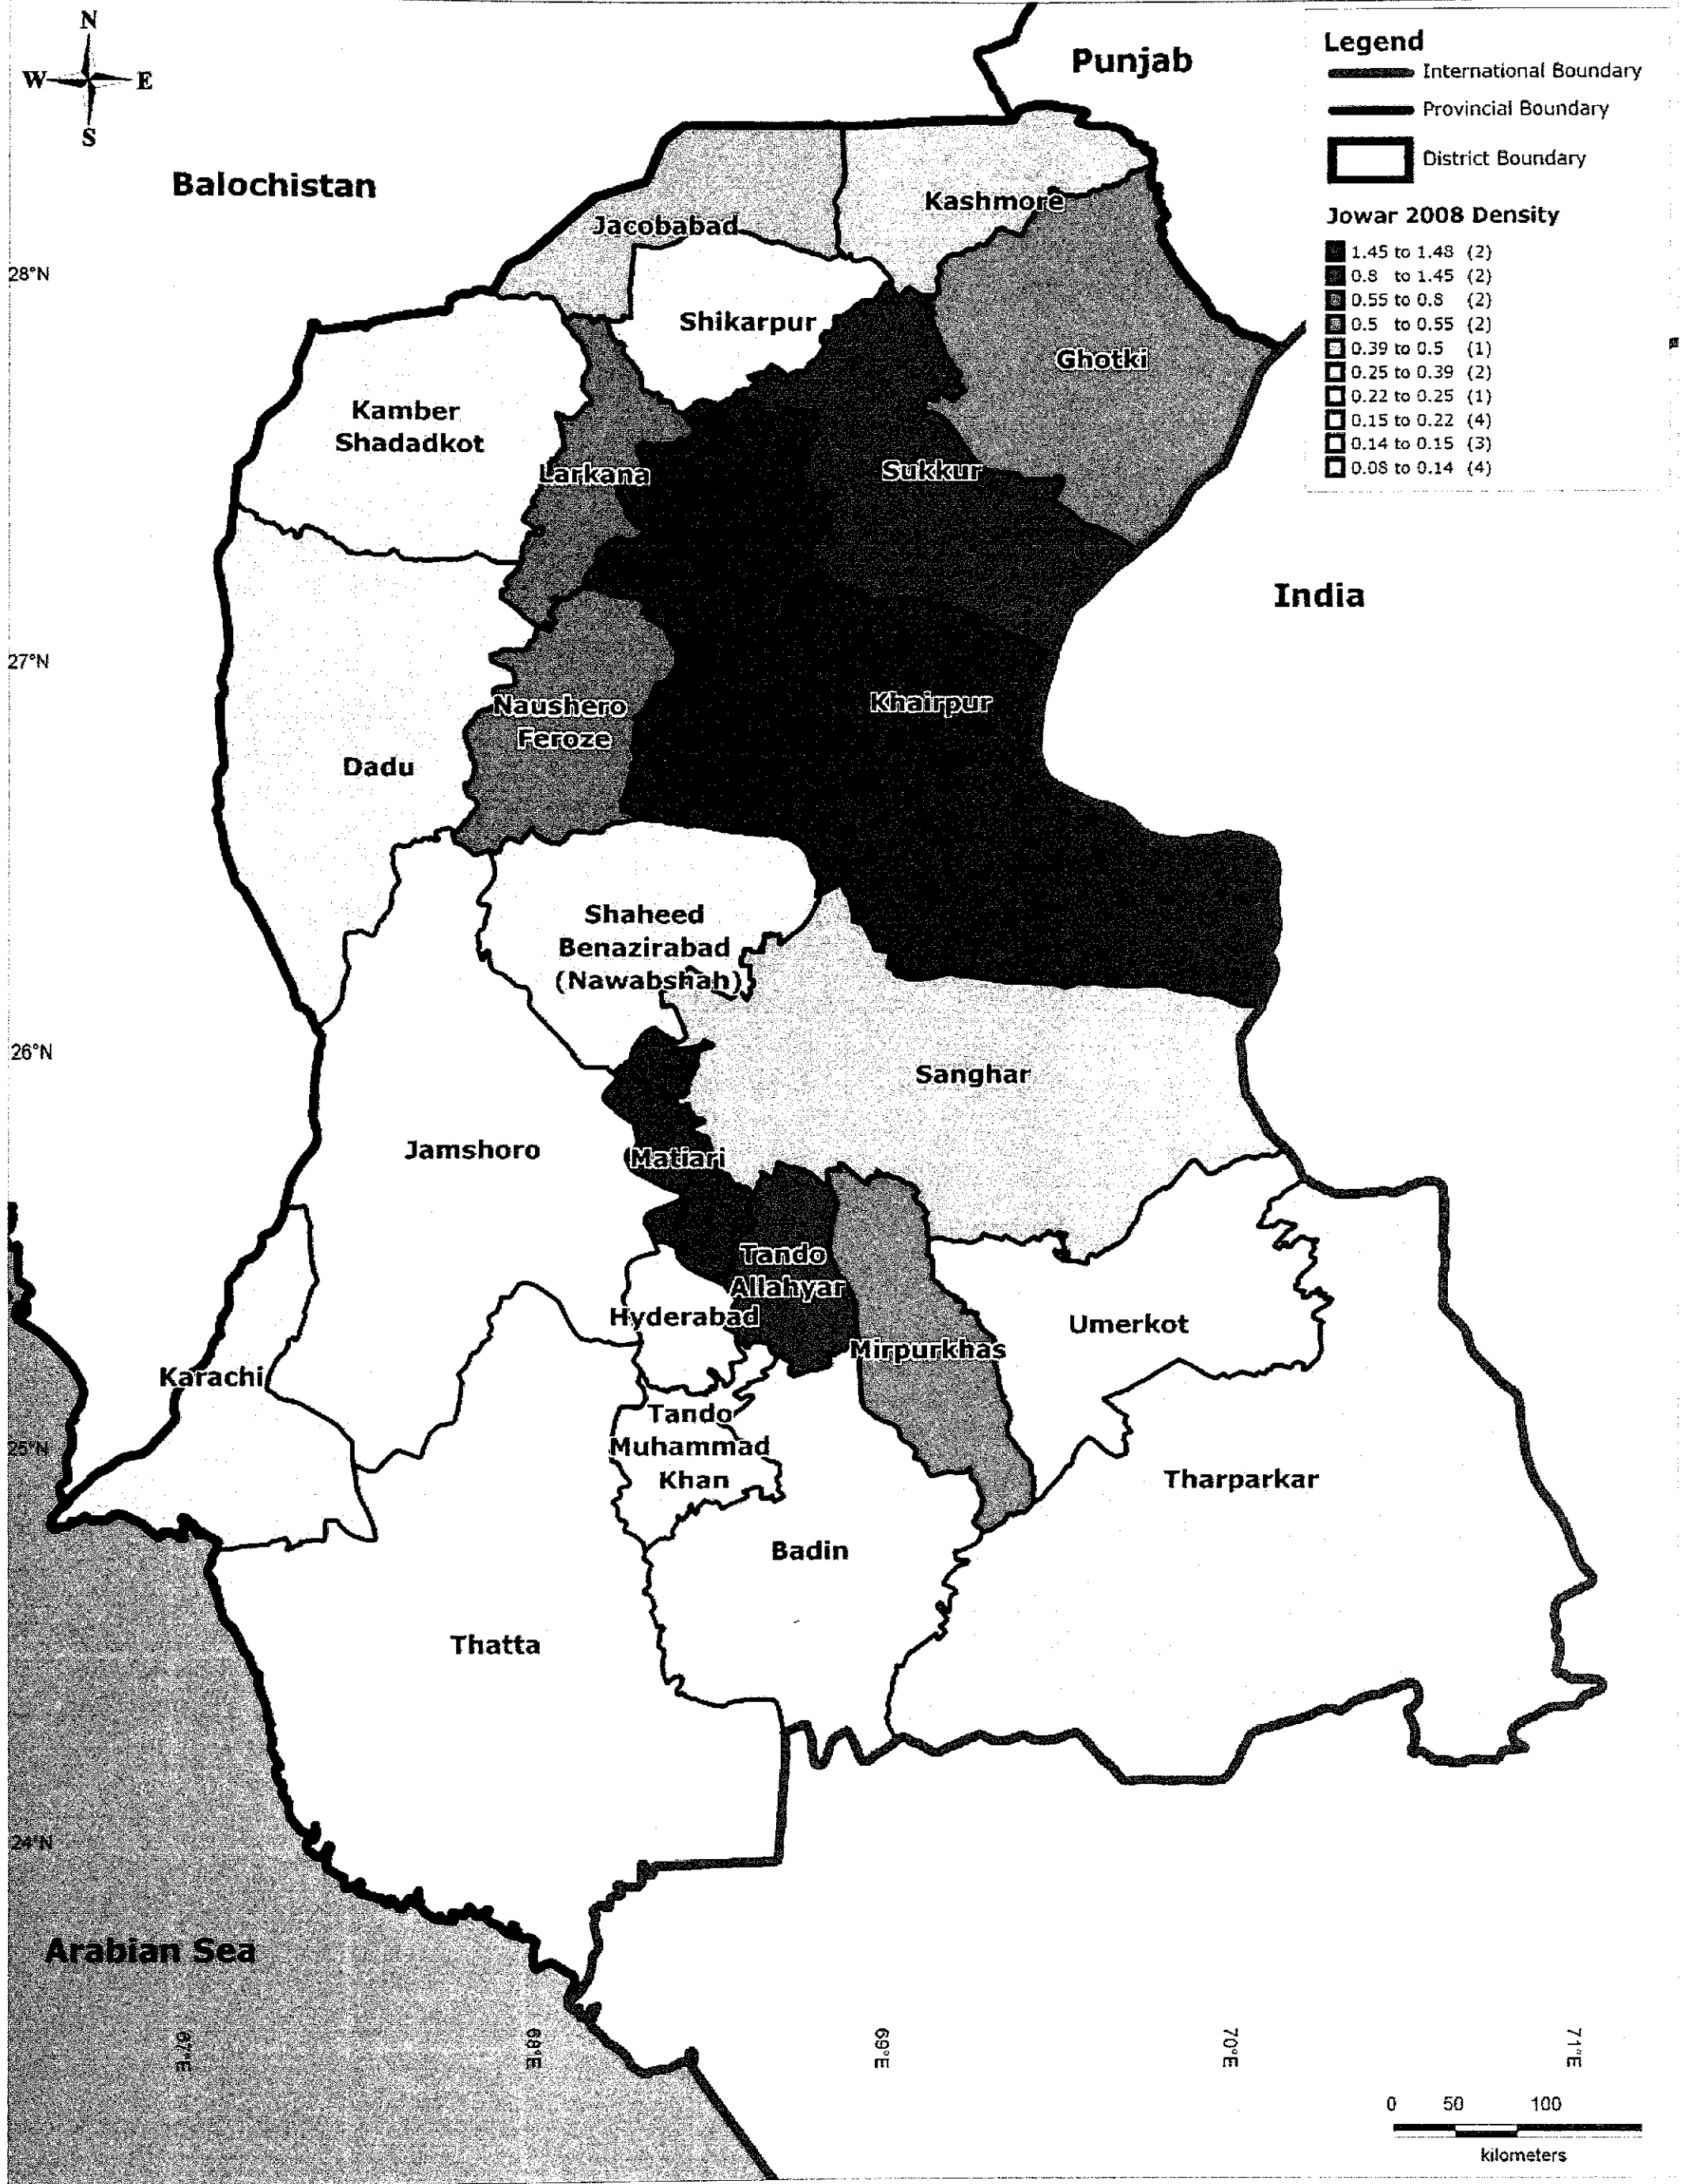 N
W E
S
Punjab
Balochistan
Legend
International Boundary
Provincial Boundary
District Boundary
Jowar 2008 Density
1.45 to 1.48 (2)
0.8 to 1.45 (2)
0.55 to 0.8 (2)
0.5 to 0.55 (2)
0.39 to 0.5 (1)
0.25 to 0.39 (2)
0.22 to 0.25 (1)
0.15 to 0.22 (4)
0.14 to 0.15 (3)
0.08 to 0.14 (4)
Kashmore
Jacobabad
28°N
Shikarpur
Ghotki
Kamber
Shadadkot
Larkana
Sukkur
India
27°N
Khairpur
Naushero
Feroze
Dadu
Shaheed
Benazirabad
(Nawabshah)
26°N
Sanghar
Jamshoro
Matiari
Tando
Allahyar
Hyderabad
Umerkot
Mirpurkhas
Karachi
Tando
Muhammad
Khan
25°N
Tharparkar
Badin
Thatta
24°N
Arabian Sea
67°E
68°E
69°E
70°E
71°E
0 50 100
kilometers